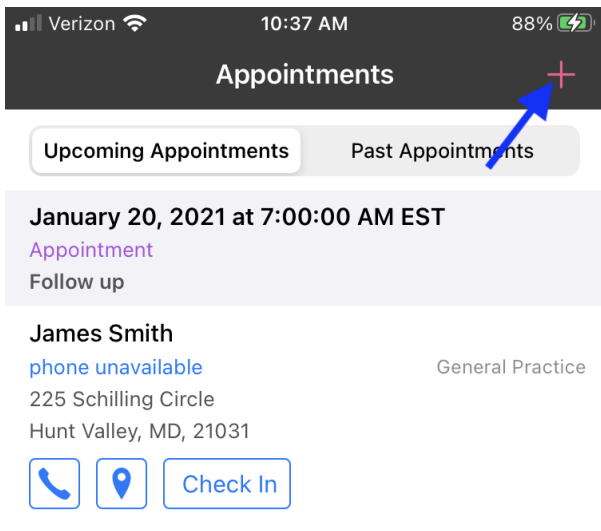 Verizon 10:37 AM 88%
Appointments
Upcoming Appointments Past Appointments
January 20, 2021 at 7:00:00 AM EST
Appointment
Follow up
James Smith
phone unavailable General Practice
225 Schilling Circle
Hunt Valley, MD, 21031
Check In